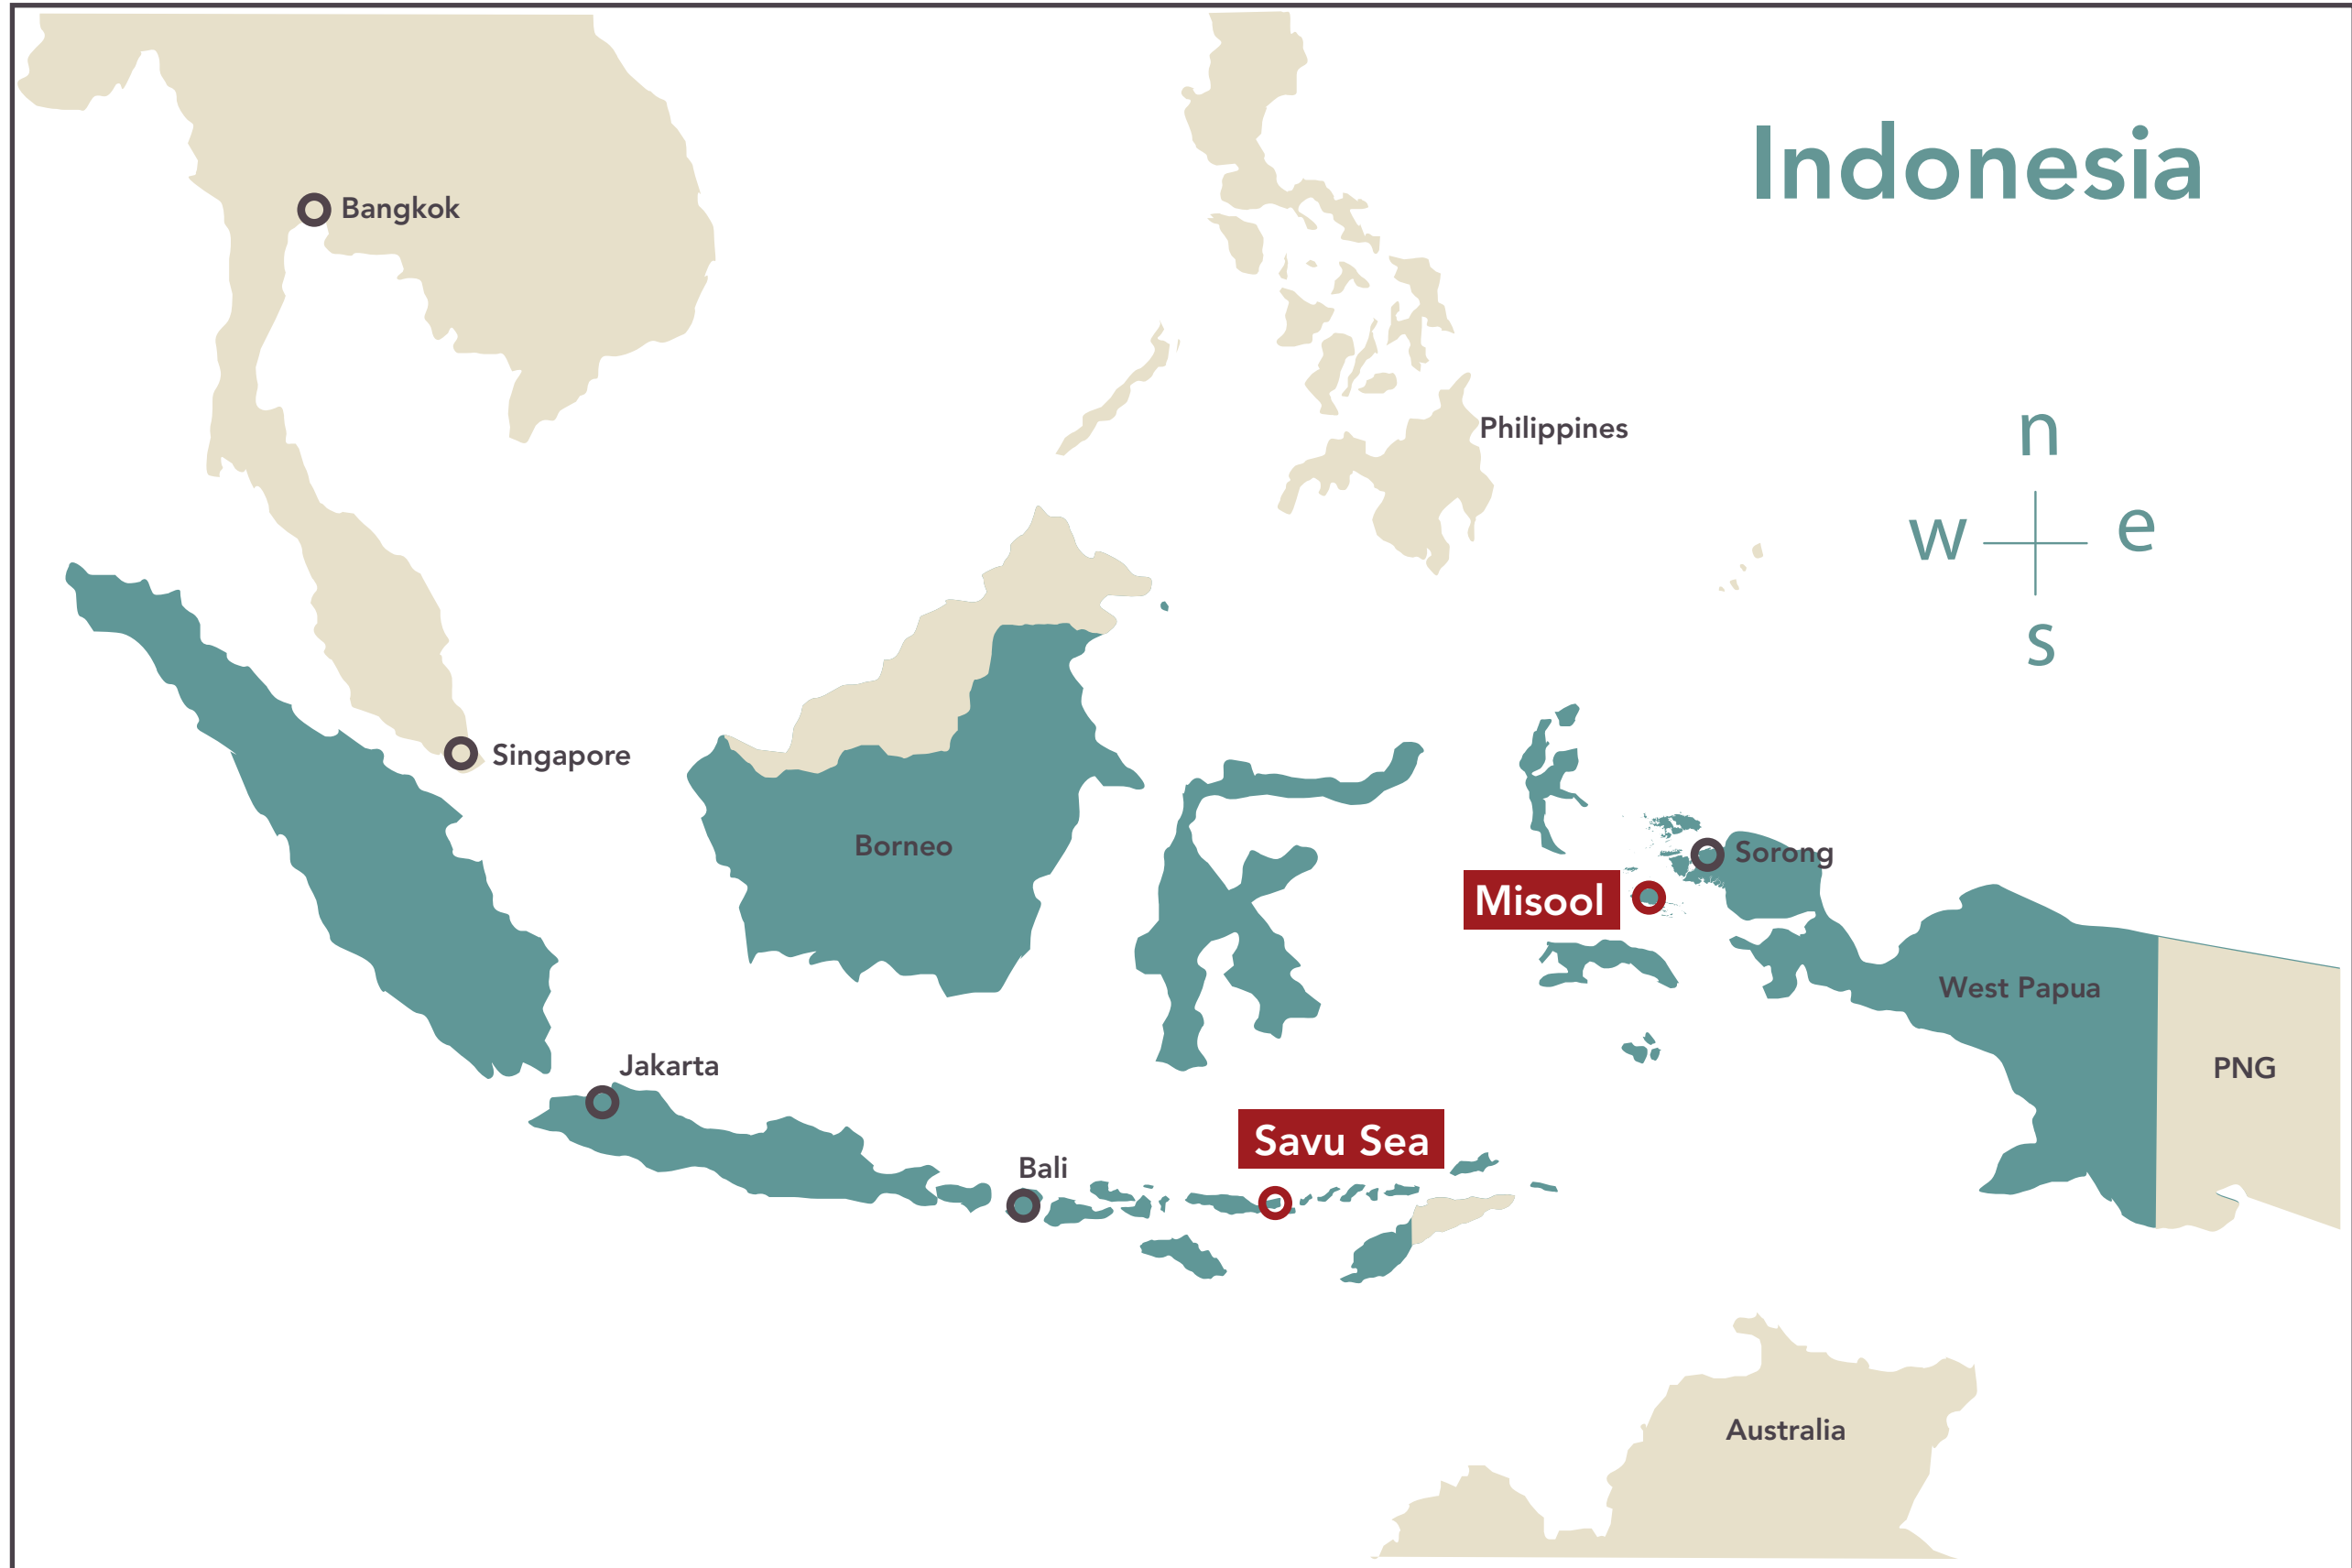 Indonesia
Bangkok
Philippines
n
w
e
s
Singapore
Borneo
Sorong
Misool
West Papua
Jakarta
PNG
Savu Sea
Bali
Australia